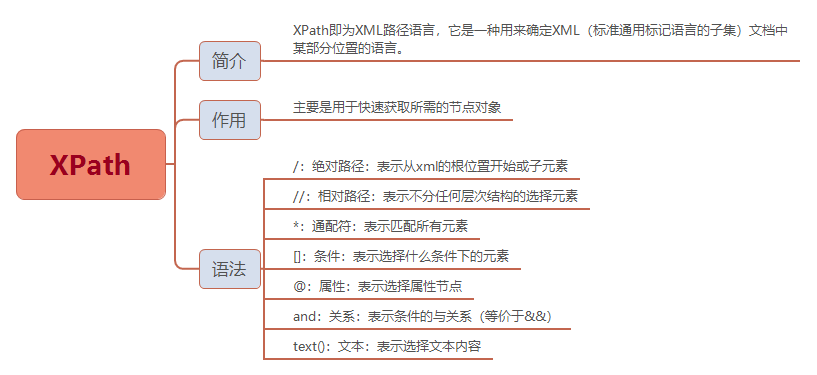 XPath
简介
XPath即为XML路径语言，它是一种用来确定XML（标准通用标记语言的子集）文档中
某部分位置的语言。
作用
主要是用于快速获取所需的节点对象
语法
/：绝对路径：表示从xml的根位置开始或子元素
//：相对路径：表示不分任何层次结构的选择元素
*：通配符：表示匹配所有元素
[]：条件：表示选择什么条件下的元素
@：属性：表示选择属性节点
and：关系：表示条件的与关系（等价于&&）
text()：文本：表示选择文本内容